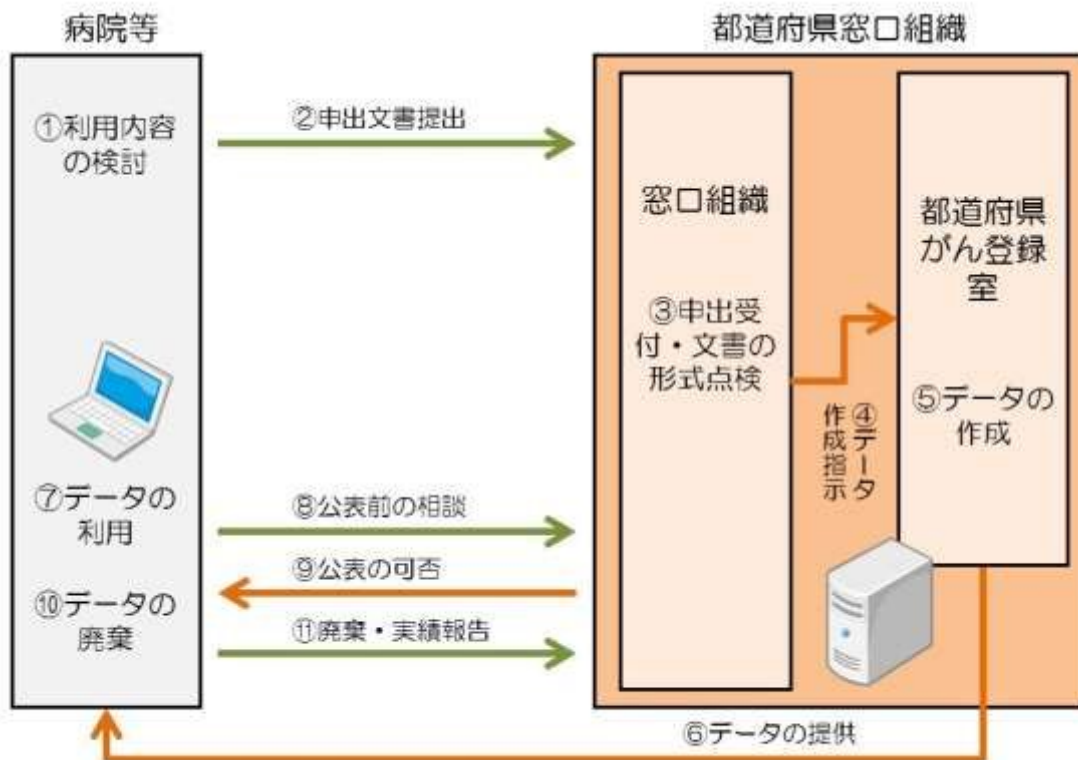 病院等
都道府県窓口組織
①利用内容
の検討
②申出文書提出
窓口組織
③申出受
付・文書の
形式点検
④データ
作成指示
都道府県
がん登録
室
⑤データの
作成
⑥データの提供
⑦データの
利用
⑧公表前の相談
⑨公表の可否
⑩データの
廃棄
⑪廃棄・実績報告